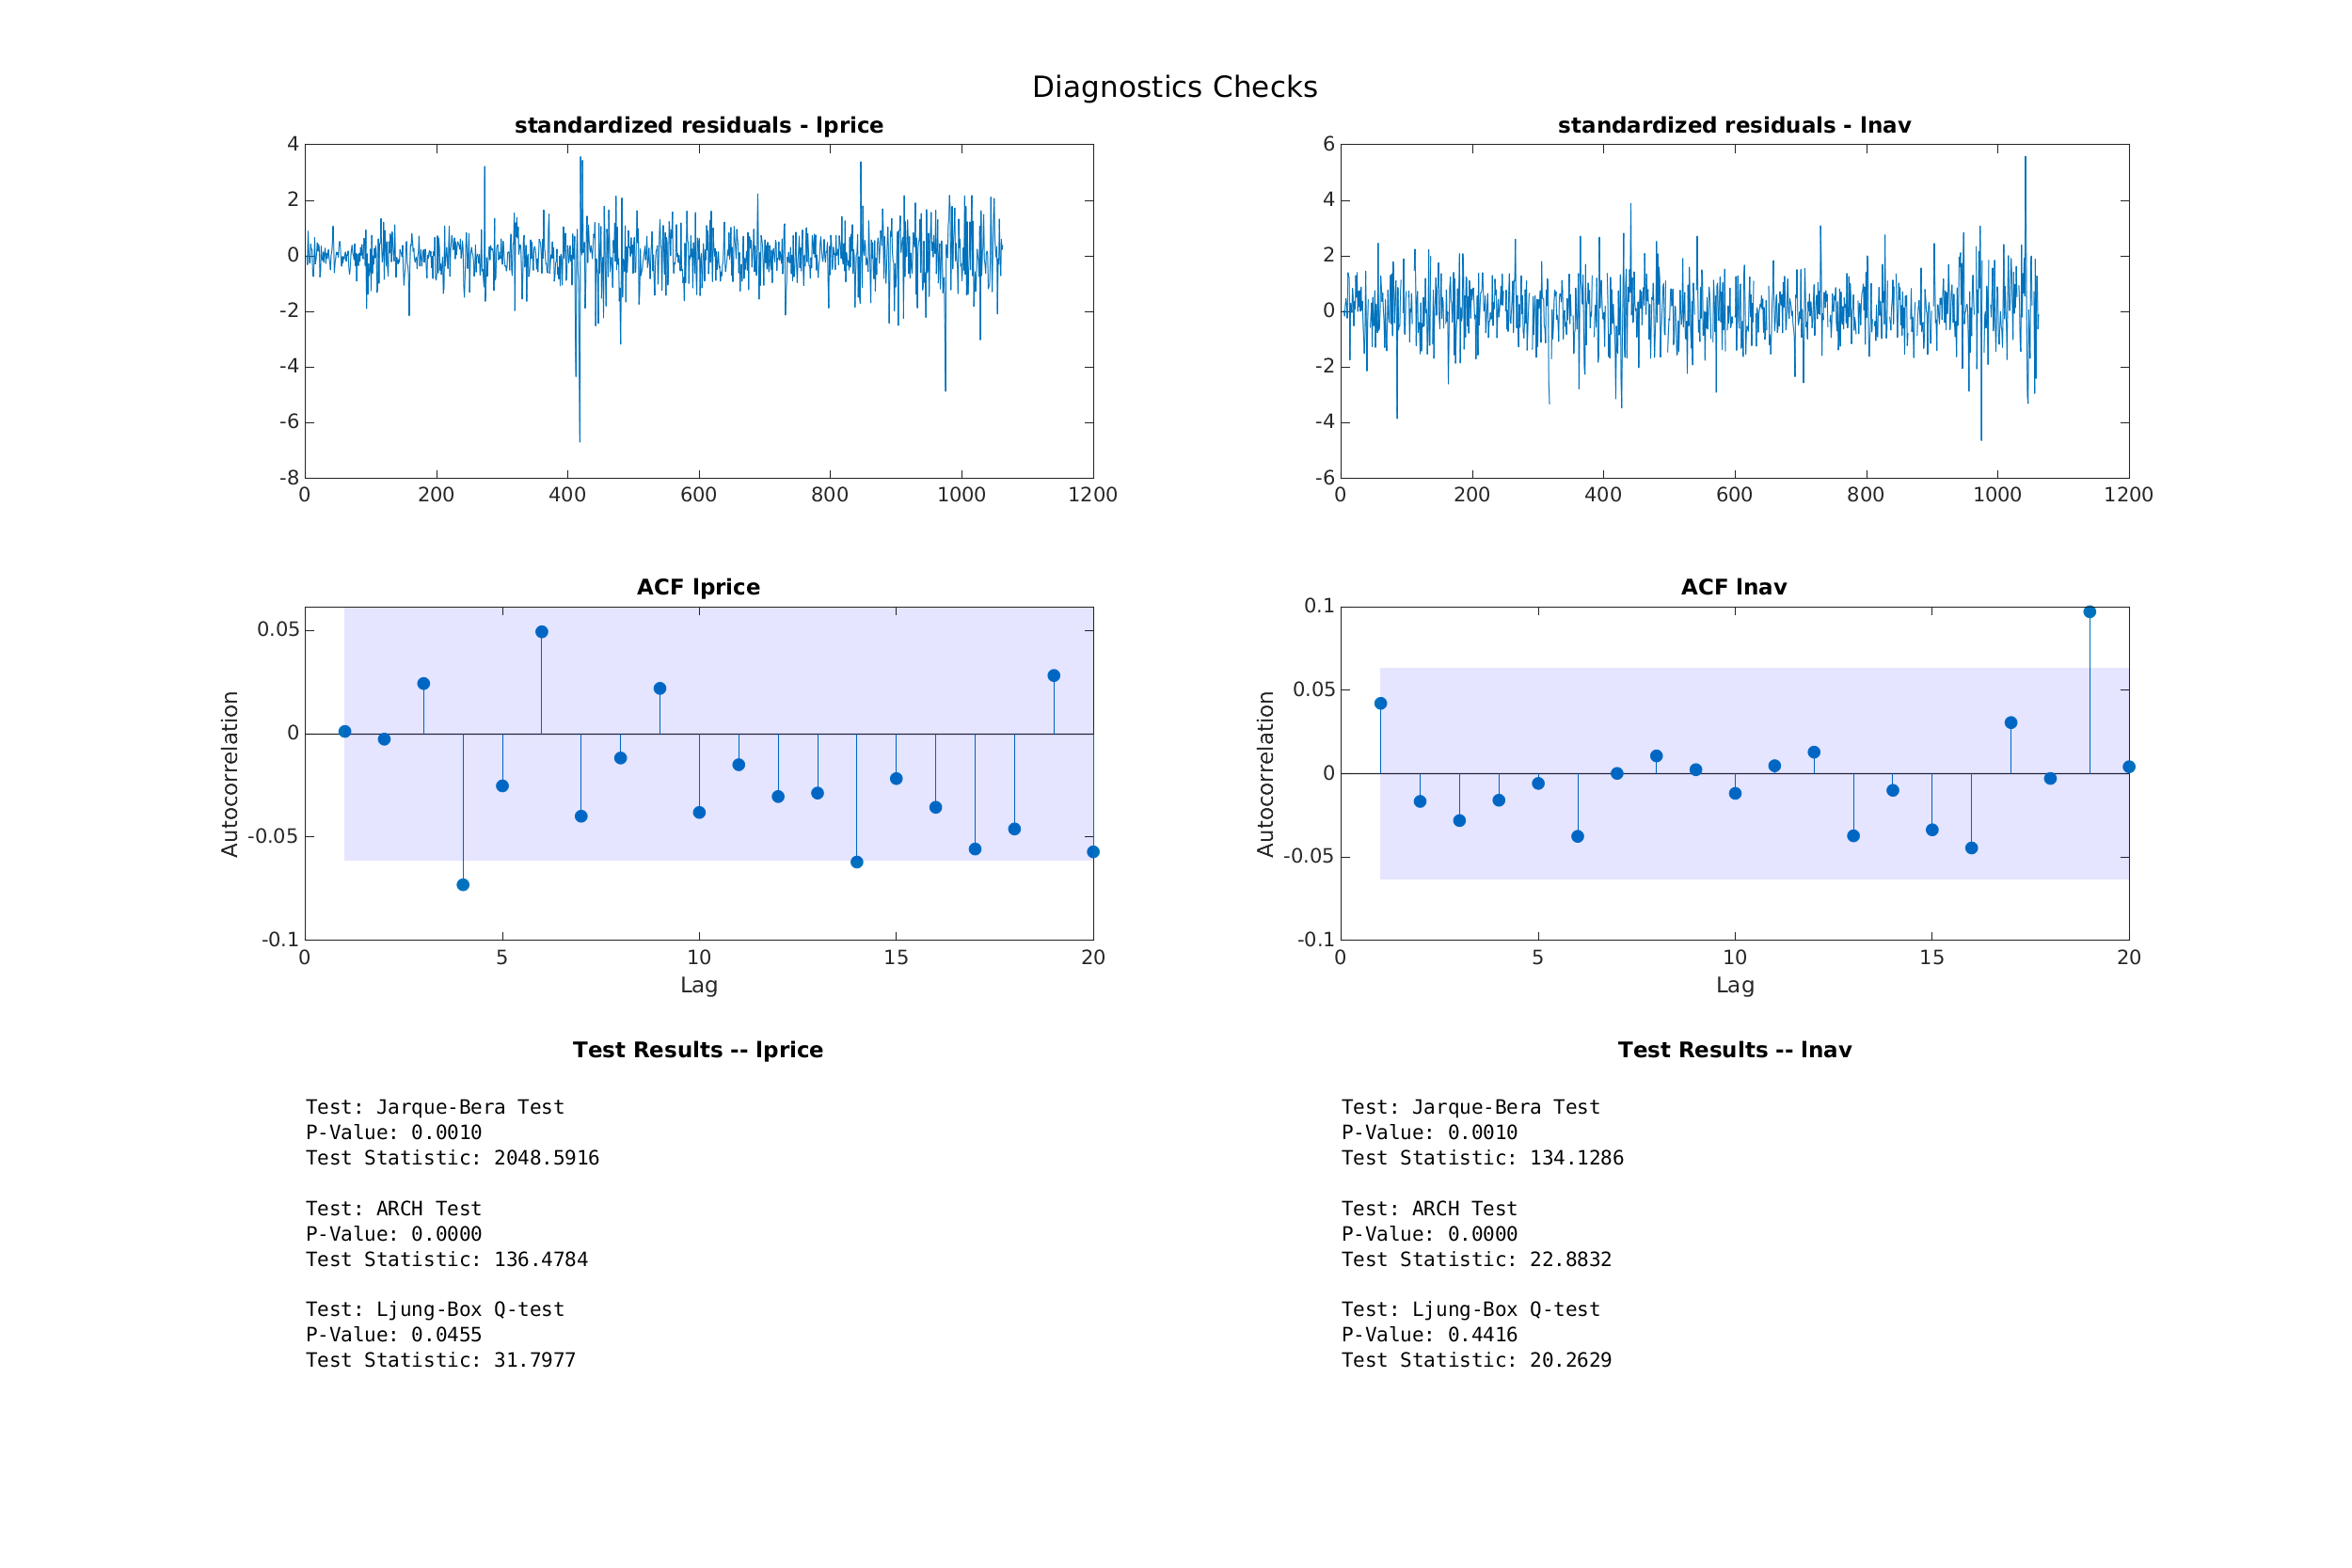 Diagnostics Checks
standardized residuals - lprice
4
2
0
-2
-4
-6
-8
0 200 400 600 800 1000 1200
standardized residuals - lnav
6
4
2
0
-2
-4
-6
0 200 400 600 800 1000 1200
ACF lprice
Autocorrelation
0.05
0
-0.05
-0.1
0 5 10 15 20
Lag
ACF lnav
Autocorrelation
0.1
0.05
0
-0.05
-0.1
0 5 10 15 20
Lag
Test Results -- lprice
Test: Jarque-Bera Test
P-Value: 0.0010
Test Statistic: 2048.5916
Test: ARCH Test
P-Value: 0.0000
Test Statistic: 136.4784
Test: Ljung-Box Q-test
P-Value: 0.0455
Test Statistic: 31.7977
Test Results -- lnav
Test: Jarque-Bera Test
P-Value: 0.0010
Test Statistic: 134.1286
Test: ARCH Test
P-Value: 0.0000
Test Statistic: 22.8832
Test: Ljung-Box Q-test
P-Value: 0.4416
Test Statistic: 20.2629